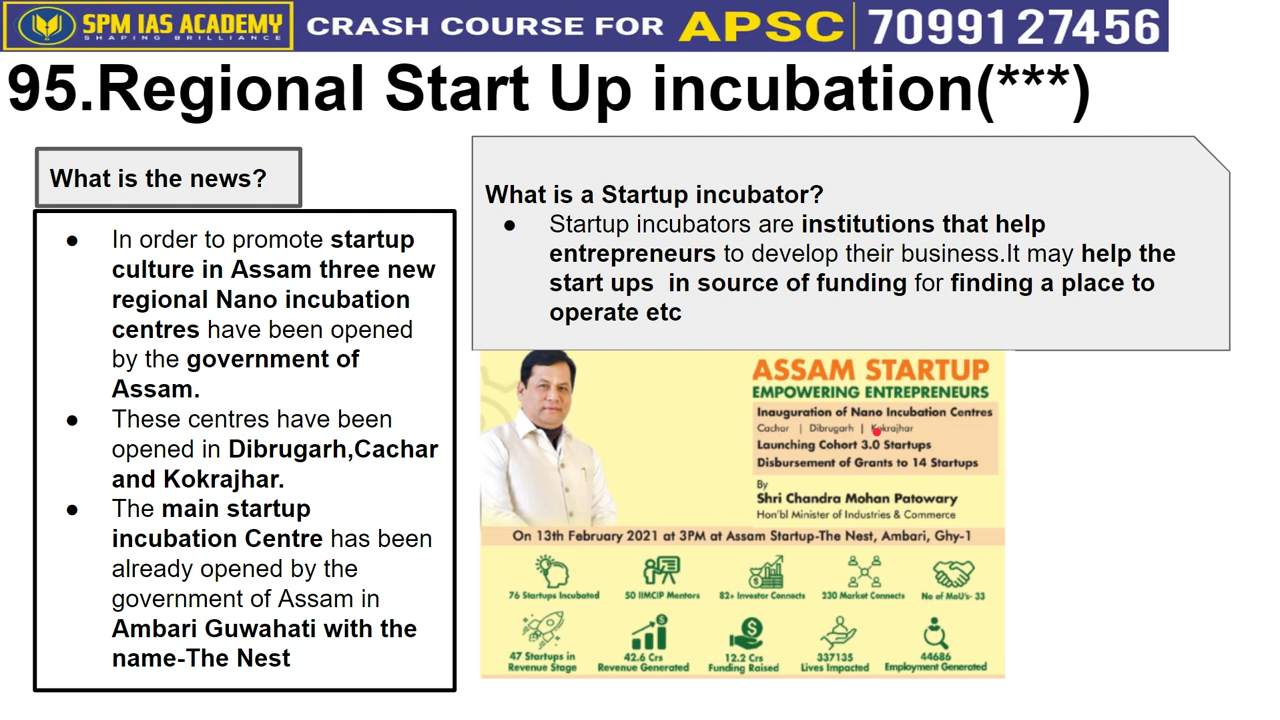 SPM IAS ACADEMY
SHAPING BRILLIANCE
CRASH COURSE FOR APSC 70991 27456
95.Regional Start Up incubation(***)
What is the news?
● In order to promote startup
culture in Assam three new
regional Nano incubation
centres have been opened
by the government of
Assam.
● These centres have been
opened in Dibrugarh,Cachar
and Kokrajhar.
● The main startup
incubation Centre has been
already opened by the
government of Assam in
Ambari Guwahati with the
name-The Nest
What is a Startup incubator?
● Startup incubators are institutions that help
entrepreneurs to develop their business.It may help the
start ups in source of funding for finding a place to
operate etc
ASSAM STARTUP
EMPOWERING ENTREPRENEURS
Inauguration of Nano Incubation Centres
Cachar | Dibrugarh | Kokrajhar
Launching Cohort 3.0 Startups
Disbursement of Grants to 14 Startups
By
Shri Chandra Mohan Patowary
Hon'bl Minister of Industries & Commerce
On 13th February 2021 at 3PM at Assam Startup-The Nest, Ambari, Ghy-1
76 Startups Incubated
50 IIMCIP Mentors
82+ Investor Connects
230 Market Connects
No of MoU's- 33
47 Startups in
Revenue Stage
42.6 Crs
Revenue Generated
12.2 Crs
Funding Raised
337135
Lives Impacted
44686
Employment Generated